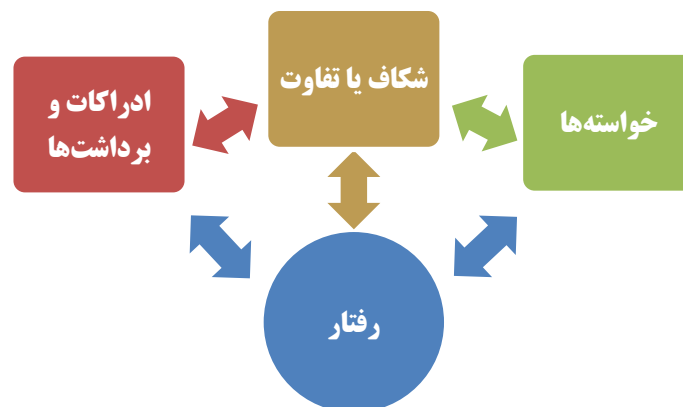 شکاف یا تفاوت
خواسته‌ها
ادراکات و
برداشت‌ها
رفتار